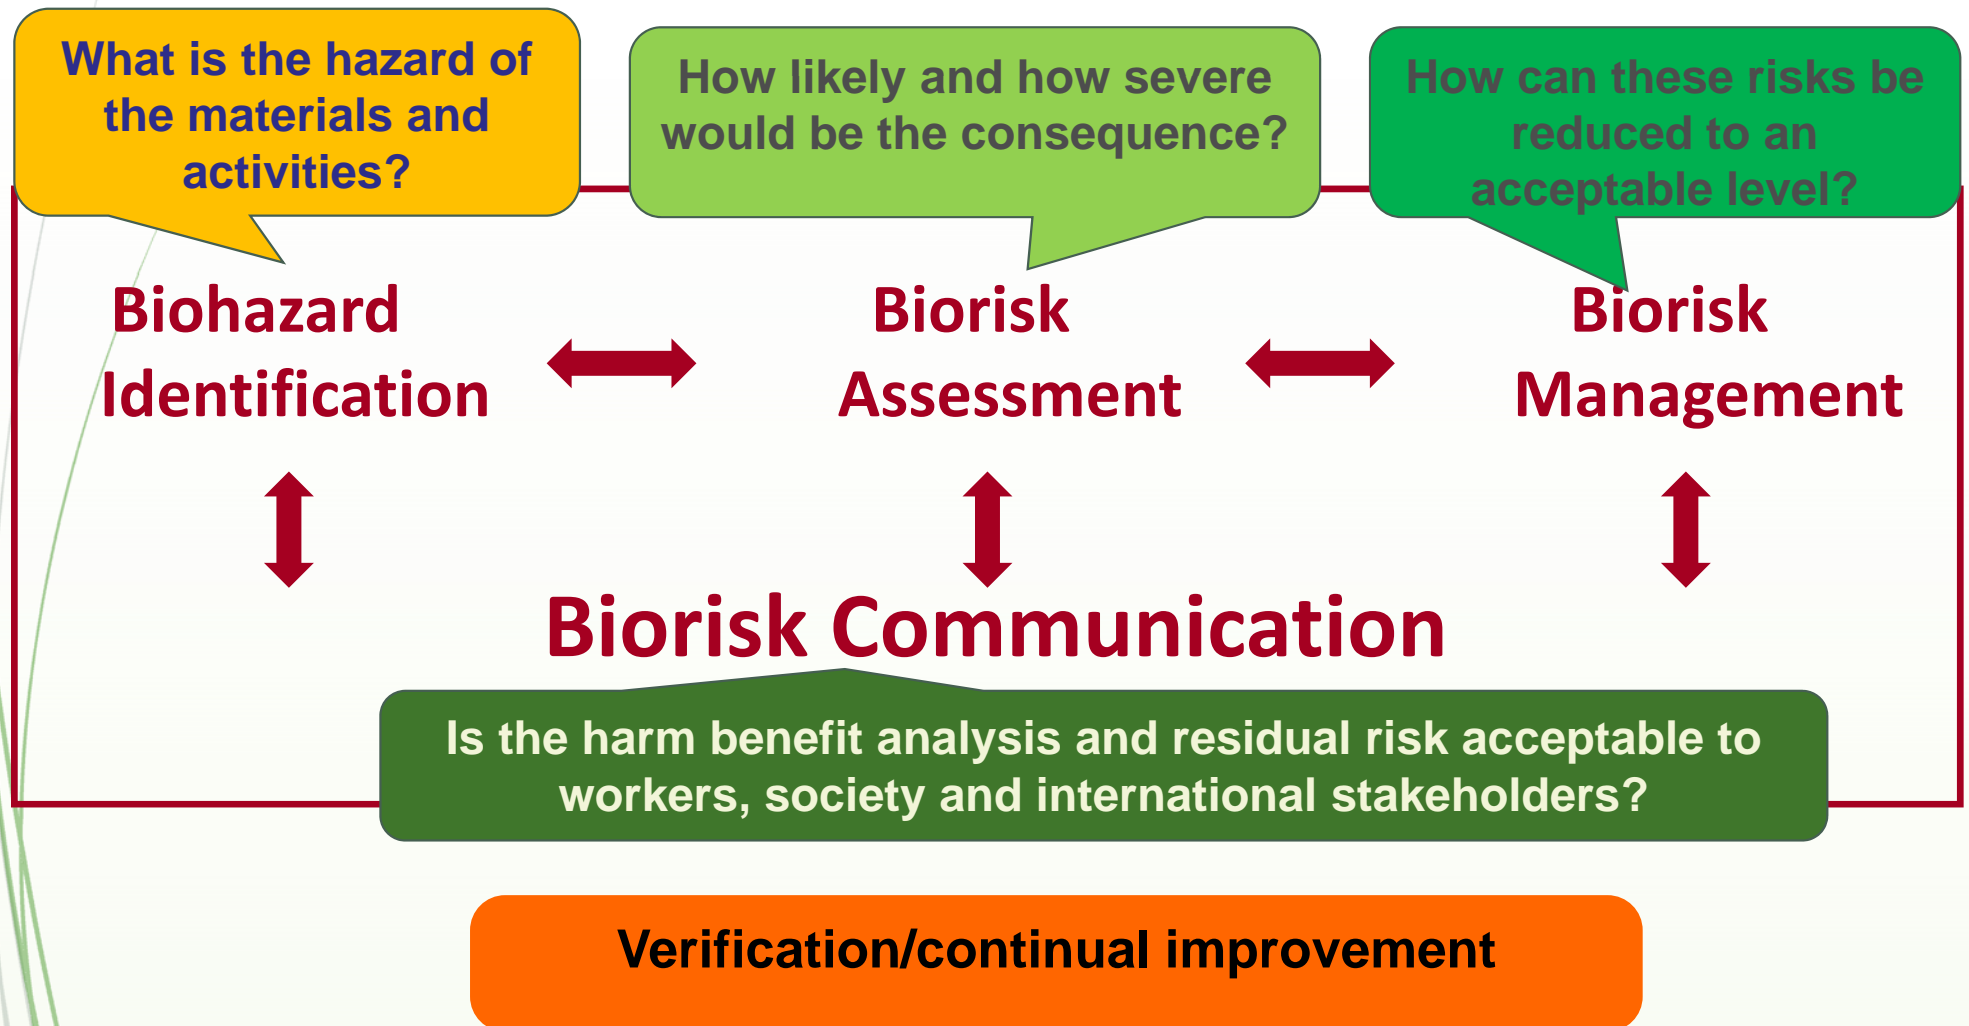 What is the hazard of
the materials and
activities?
How likely and how severe
would be the consequence?
How can these risks be
reduced to an
acceptable level?
Biohazard
Identification
Biorisk
Assessment
Biorisk
Management
Biorisk Communication
Is the harm benefit analysis and residual risk acceptable to
workers, society and international stakeholders?
Verification/continual improvement